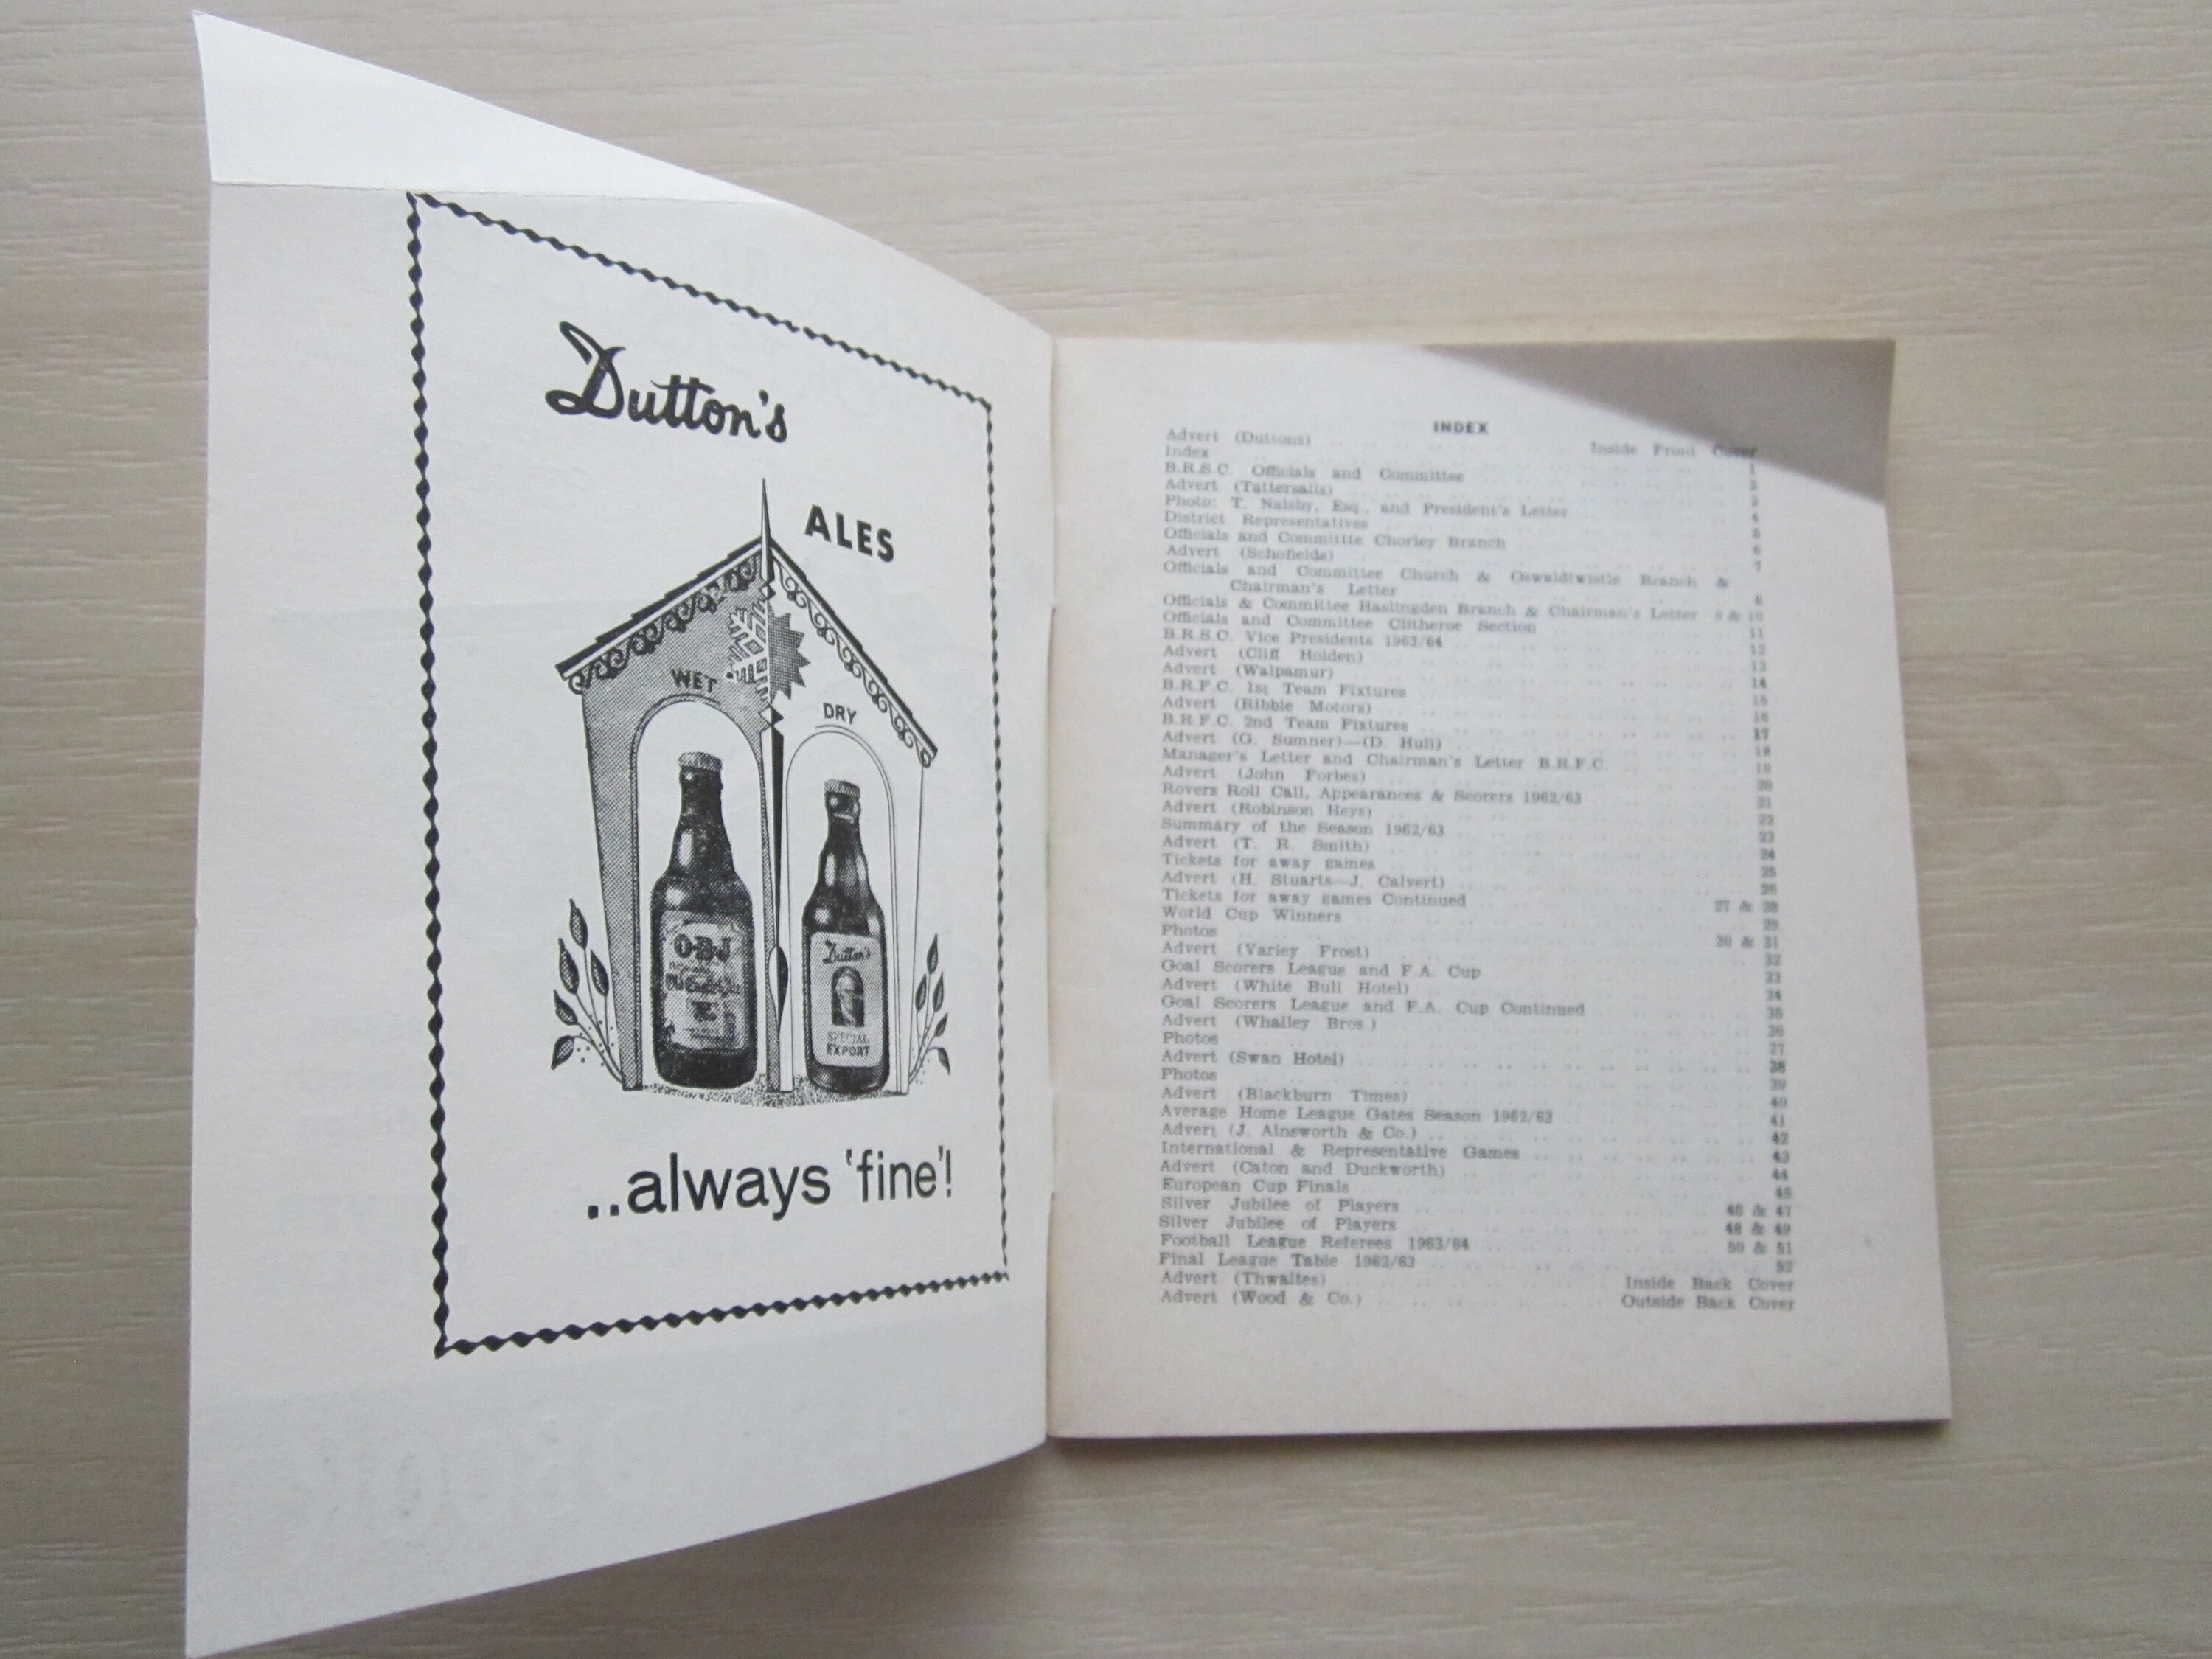 Dutton's
ALES
WET
DRY
O·B·J
Dutton's
SPECIAL
EXPORT
..always 'fine'!
INDEX
Advert (Duttons) Inside Front Cover
Index 1
B.R.S.C. Officials and Committee 2
Advert (Tattersalls) 3
Photo: T. Naisby, Esq., and President's Letter 4
District Representatives 5
Officials and Committte Chorley Branch 6
Advert (Schofields) 7
Officials and Committee Church & Oswaldtwistle Branch &
Chairman's Letter 8
Officials & Committee Haslingden Branch & Chairman's Letter 9 & 10
Officials and Committee Clitheroe Section 11
B.R.S.C. Vice Presidents 1963/64 12
Advert (Cliff Holden) 13
Advert (Walpamur) 14
B.R.F.C. 1st Team Fixtures 15
Advert (Ribble Motors) 16
B.R.F.C. 2nd Team Fixtures 17
Advert (G. Sumner)—(D. Hull) 18
Manager's Letter and Chairman's Letter B.R.F.C. 19
Advert (John Forbes) 20
Rovers Roll Call, Appearances & Scorers 1962/63 21
Advert (Robinson Heys) 22
Summary of the Season 1962/63 23
Advert (T. R. Smith) 24
Tickets for away games 25
Advert (H. Stuarts—J. Calvert) 26
Tickets for away games Continued 27 & 28
World Cup Winners 29
Photos 30 & 31
Advert (Varley Frost) 32
Goal Scorers League and F.A. Cup 33
Advert (White Bull Hotel) 34
Goal Scorers League and F.A. Cup Continued 35
Advert (Whalley Bros.) 36
Photos 37
Advert (Swan Hotel) 38
Photos 39
Advert (Blackburn Times) 40
Average Home League Gates Season 1962/63 41
Advert (J. Ainsworth & Co.) 42
International & Representative Games 43
Advert (Caton and Duckworth) 44
European Cup Finals 45
Silver Jubilee of Players 46 & 47
Silver Jubilee of Players 48 & 49
Football League Referees 1963/64 50 & 51
Final League Table 1962/63 52
Advert (Thwaites) Inside Back Cover
Advert (Wood & Co.) Outside Back Cover